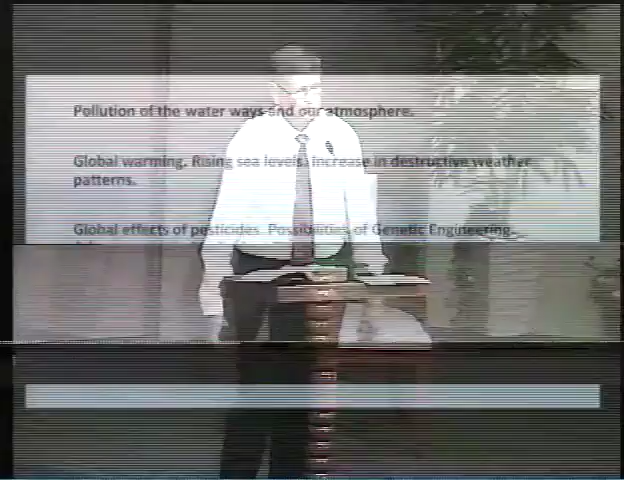 Pollution of the water ways and our atmosphere.
Global warming, Rising sea levels, increase in destructive weather
patterns.
Global effects of pesticides. Possibilities of Genetic Engineering.